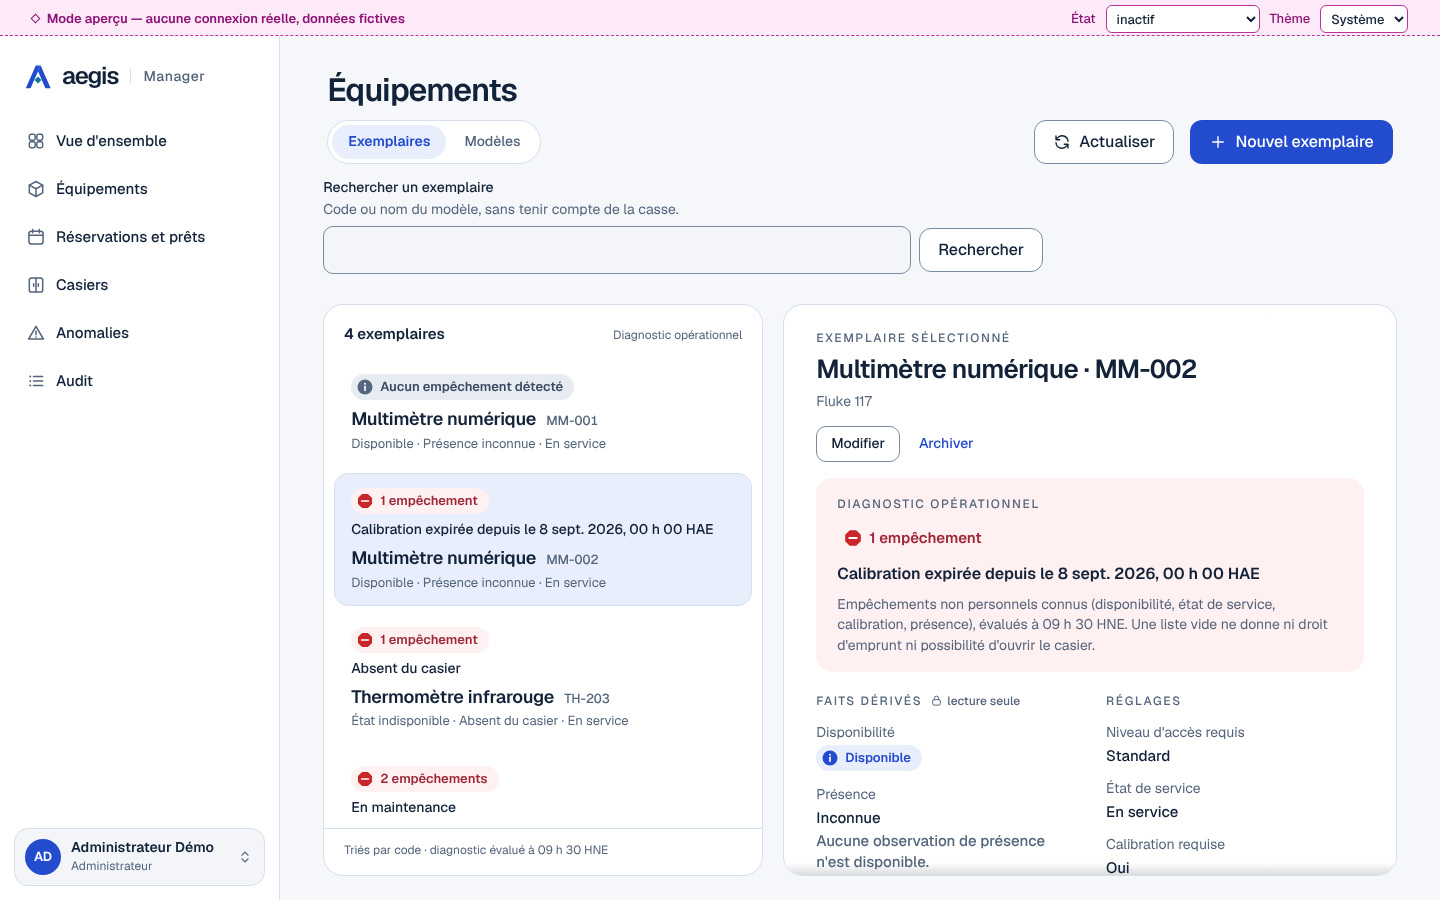 Mode aperçu — aucune connexion réelle, données fictives
État
inactif
Thème
Système
aegis
Manager
Vue d'ensemble
Équipements
Réservations et prêts
Casiers
Anomalies
Audit
AD
Administrateur Démo
Administrateur
Équipements
Exemplaires
Modèles
Actualiser
Nouvel exemplaire
Rechercher un exemplaire
Code ou nom du modèle, sans tenir compte de la casse.
Rechercher
4 exemplaires
Diagnostic opérationnel
Aucun empêchement détecté
Multimètre numérique MM-001
Disponible · Présence inconnue · En service
1 empêchement
Calibration expirée depuis le 8 sept. 2026, 00 h 00 HAE
Multimètre numérique MM-002
Disponible · Présence inconnue · En service
1 empêchement
Absent du casier
Thermomètre infrarouge TH-203
État indisponible · Absent du casier · En service
2 empêchements
En maintenance
Triés par code · diagnostic évalué à 09 h 30 HNE
EXEMPLAIRE SÉLECTIONNÉ
Multimètre numérique · MM-002
Fluke 117
Modifier
Archiver
DIAGNOSTIC OPÉRATIONNEL
1 empêchement
Calibration expirée depuis le 8 sept. 2026, 00 h 00 HAE
Empêchements non personnels connus (disponibilité, état de service,
calibration, présence), évalués à 09 h 30 HNE. Une liste vide ne donne ni droit
d'emprunt ni possibilité d'ouvrir le casier.
FAITS DÉRIVÉS lecture seule
Disponibilité
Disponible
Présence
Inconnue
Aucune observation de présence
n'est disponible.
RÉGLAGES
Niveau d'accès requis
Standard
État de service
En service
Calibration requise
Oui